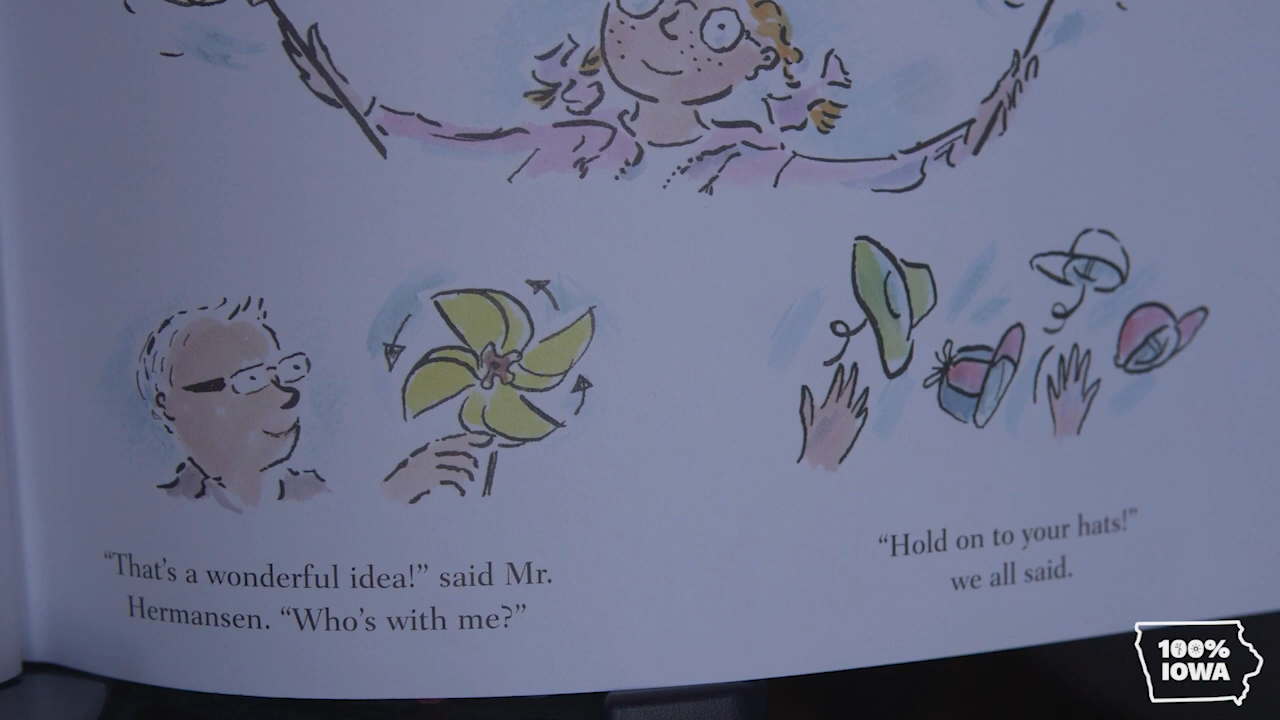 “That’s a wonderful idea!” said Mr.
Hermansen. “Who’s with me?”
“Hold on to your hats!”
we all said.
100%
IOWA